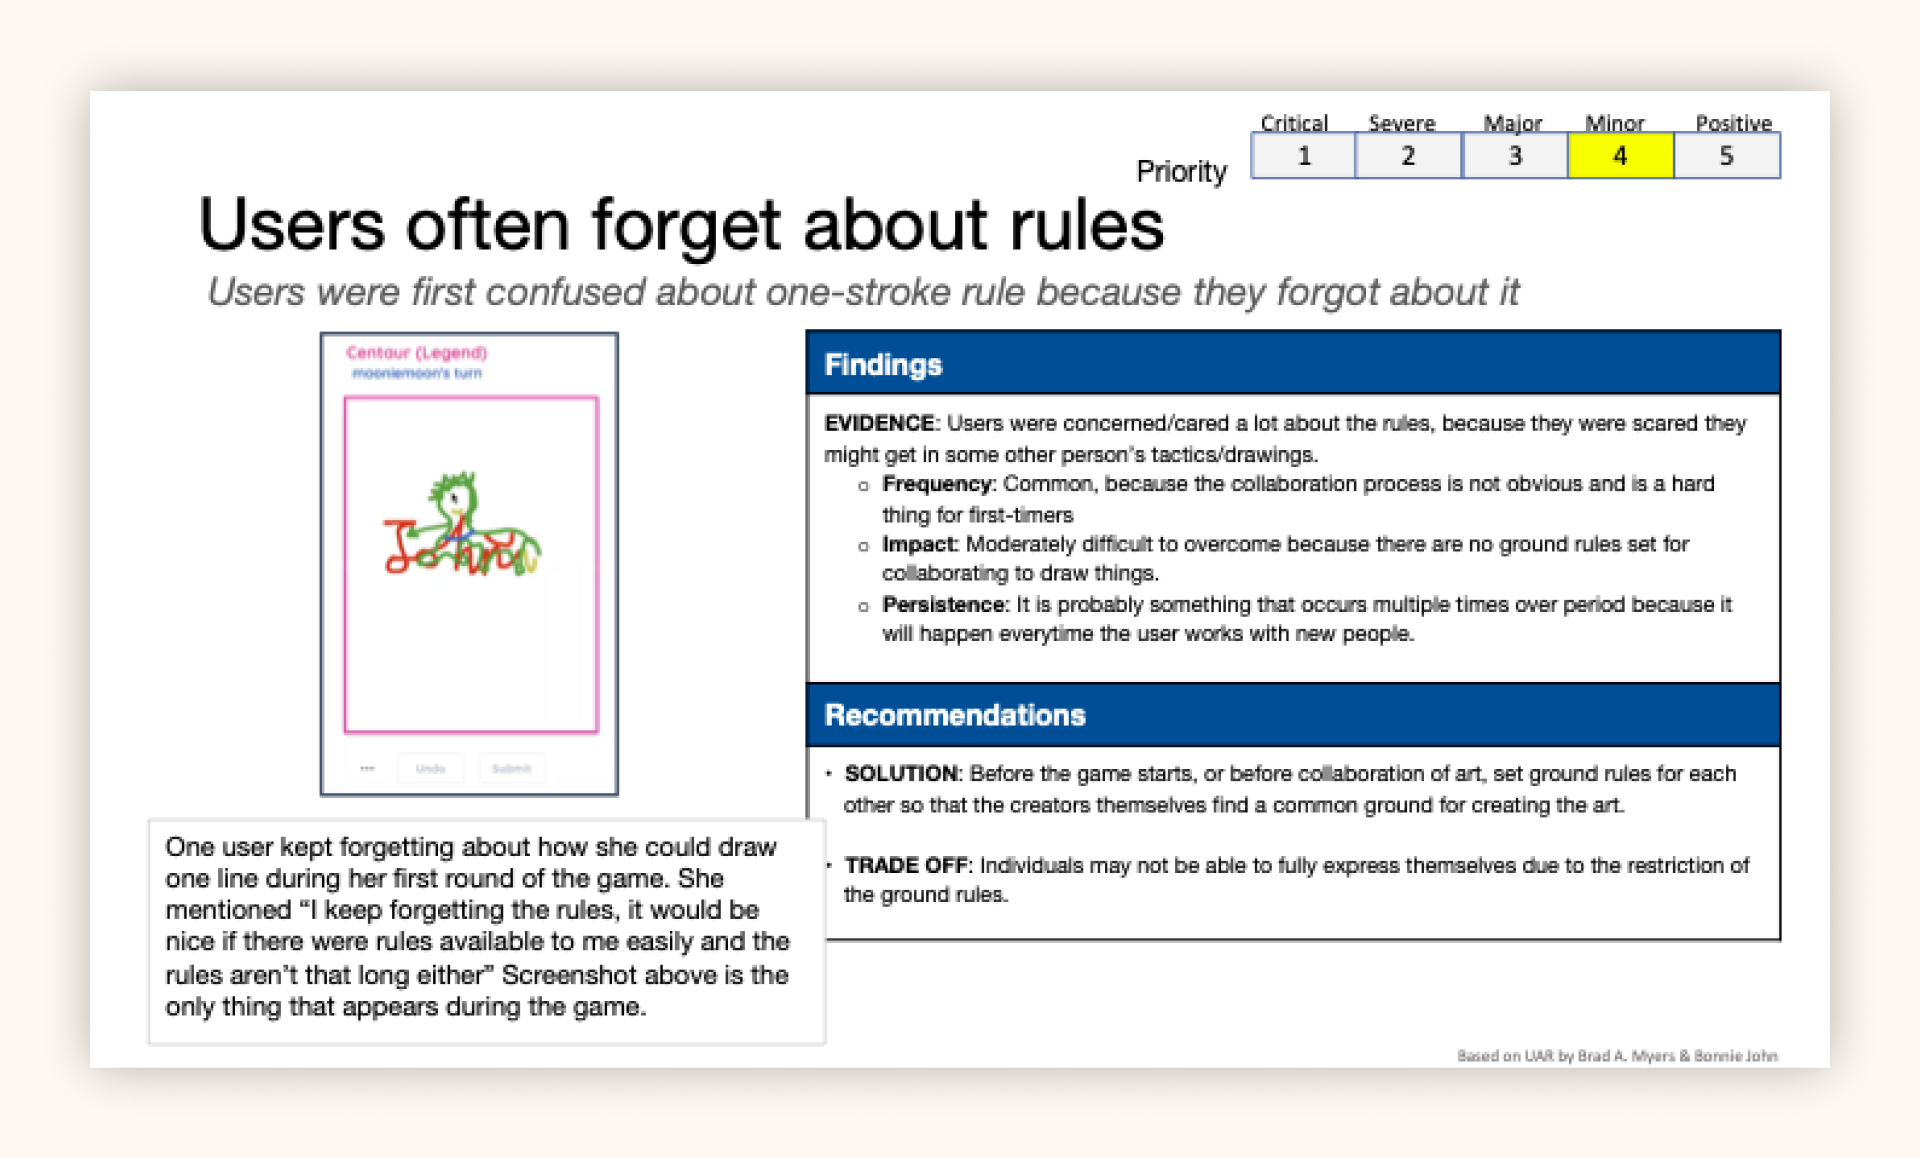 Critical Severe Major Minor Positive
Priority 1 2 3 4 5
Users often forget about rules
Users were first confused about one-stroke rule because they forgot about it
Centaur (Legend)
mooniemoon's turn
John
••• Undo Submit
One user kept forgetting about how she could draw
one line during her first round of the game. She
mentioned “I keep forgetting the rules, it would be
nice if there were rules available to me easily and the
rules aren’t that long either” Screenshot above is the
only thing that appears during the game.
Findings
EVIDENCE: Users were concerned/cared a lot about the rules, because they were scared they
might get in some other person’s tactics/drawings.
○ Frequency: Common, because the collaboration process is not obvious and is a hard
thing for first-timers
○ Impact: Moderately difficult to overcome because there are no ground rules set for
collaborating to draw things.
○ Persistence: It is probably something that occurs multiple times over period because it
will happen everytime the user works with new people.
Recommendations
• SOLUTION: Before the game starts, or before collaboration of art, set ground rules for each
other so that the creators themselves find a common ground for creating the art.
• TRADE OFF: Individuals may not be able to fully express themselves due to the restriction of
the ground rules.
Based on UAR by Brad A. Myers & Bonnie John